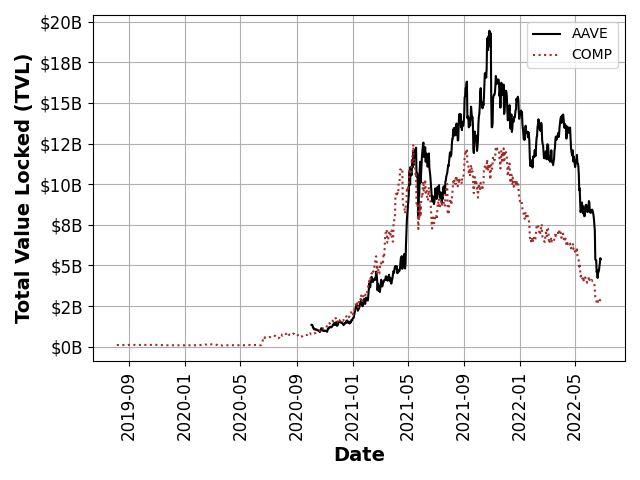 Total Value Locked (TVL)
$20B
$18B
$15B
$12B
$10B
$8B
$5B
$2B
$0B
AAVE
COMP
2019-09
2020-01
2020-05
2020-09
2021-01
2021-05
2021-09
2022-01
2022-05
Date